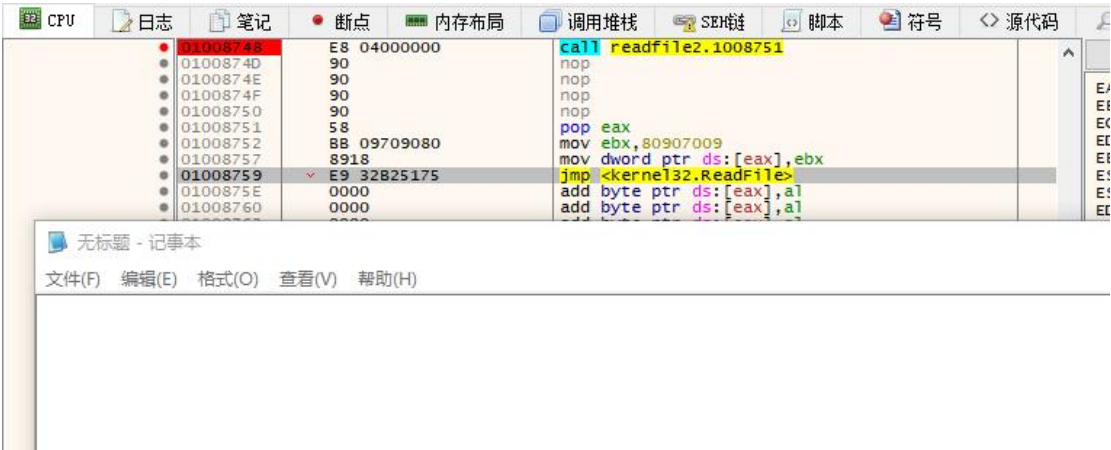 CPU 日志 笔记 断点 内存布局 调用堆栈 SEH链 脚本 符号 源代码
01008748 E8 04000000 call readfile2.1008751
0100874D 90 nop
0100874E 90 nop
0100874F 90 nop
01008750 90 nop
01008751 58 pop eax
01008752 BB 09709080 mov ebx,80907009
01008757 8918 mov dword ptr ds:[eax],ebx
01008759 E9 32B25175 jmp <kernel32.ReadFile>
0100875E 0000 add byte ptr ds:[eax],al
01008760 0000 add byte ptr ds:[eax],al
无标题 - 记事本
文件(F) 编辑(E) 格式(O) 查看(V) 帮助(H)